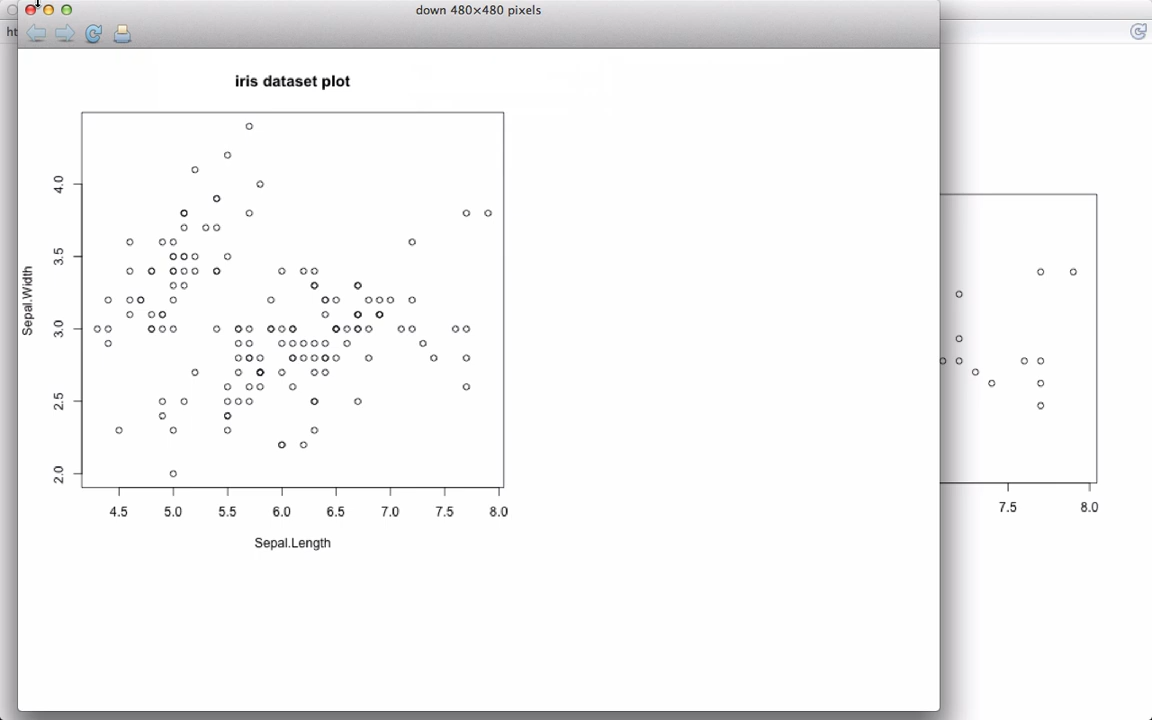 down 480×480 pixels
ht
iris dataset plot
4.0
3.5
3.0
2.5
2.0
Sepal.Width
4.5 5.0 5.5 6.0 6.5 7.0 7.5 8.0
Sepal.Length
7.5 8.0